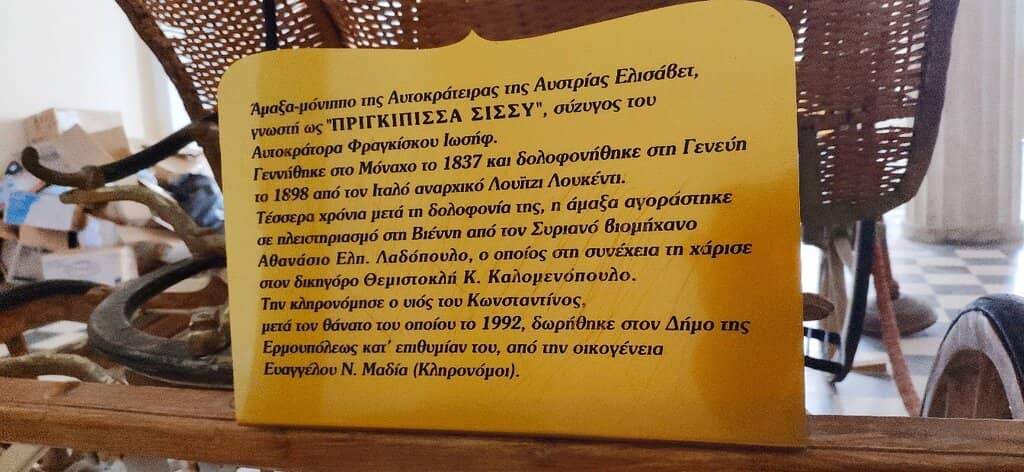 Άμαξα-μόνιππο της Αυτοκράτειρας της Αυστρίας Ελισάβετ,
γνωστή ως "ΠΡΙΓΚΙΠΙΣΣΑ ΣΙΣΣΥ", σύζυγος του
Αυτοκράτορα Φραγκίσκου Ιωσήφ.
Γεννήθηκε στο Μόναχο το 1837 και δολοφονήθηκε στη Γενεύη
το 1898 από τον Ιταλό αναρχικό Λουϊτζι Λουκέντι.
Τέσσερα χρόνια μετά τη δολοφονία της, η άμαξα αγοράστηκε
σε πλειστηριασμό στη Βιέννη από τον Συριανό βιομήχανο
Αθανάσιο Ελπ. Λαδόπουλο, ο οποίος στη συνέχεια τη χάρισε
στον δικηγόρο Θεμιστοκλή Κ. Καλομενόπουλο.
Την κληρονόμησε ο υιός του Κωνσταντίνος,
μετά τον θάνατο του οποίου το 1992, δωρήθηκε στον Δήμο της
Ερμουπόλεως κατ' επιθυμίαν του, από την οικογένεια
Ευαγγέλου Ν. Μαδία (Κληρονόμοι).